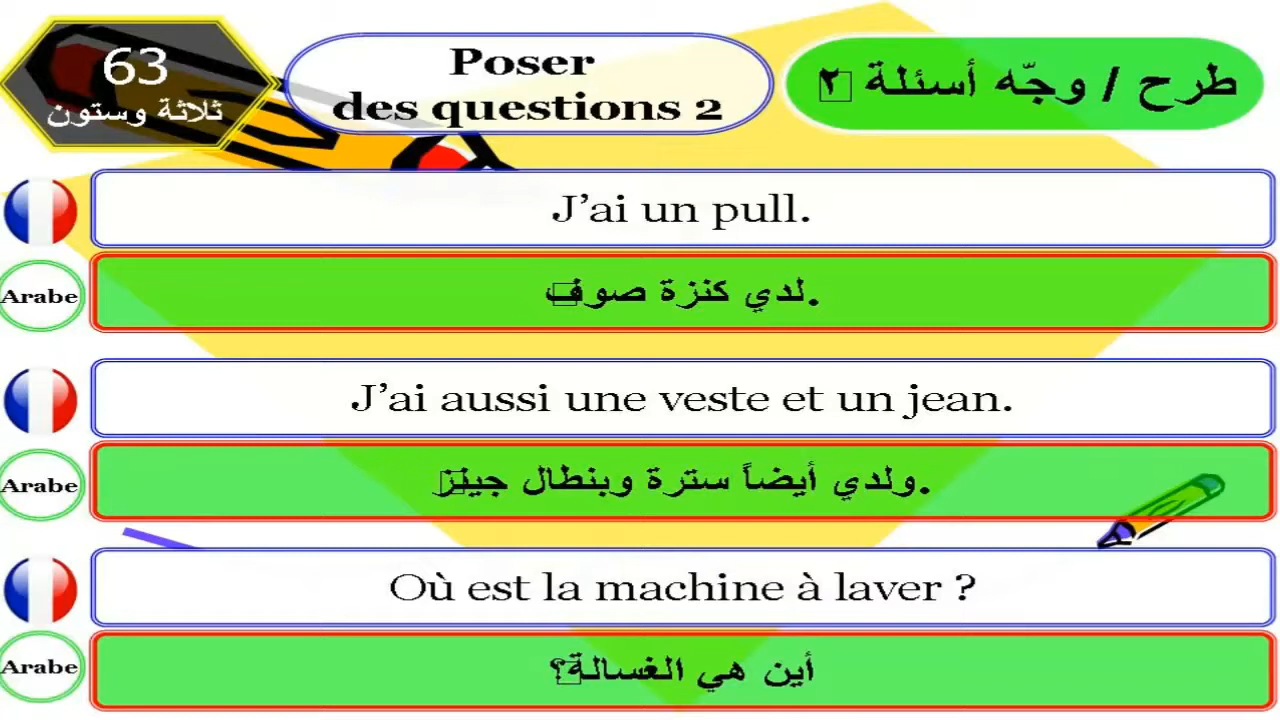 63
ثلاثة وستون
Poser
des questions 2
طرح / وجّه أسئلة ٢
J’ai un pull.
Arabe
لدي كنزة صوف.
J’ai aussi une veste et un jean.
Arabe
ولدي أيضاً سترة وبنطال جينز.
Où est la machine à laver ?
Arabe
أين هي الغسالة؟